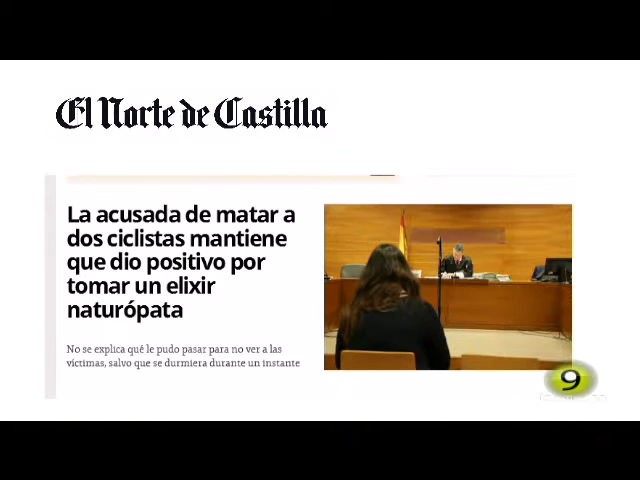 El Norte de Castilla
La acusada de matar a
dos ciclistas mantiene
que dio positivo por
tomar un elixir
naturópata
No se explica qué le pudo pasar para no ver a las
víctimas, salvo que se durmiera durante un instante
9